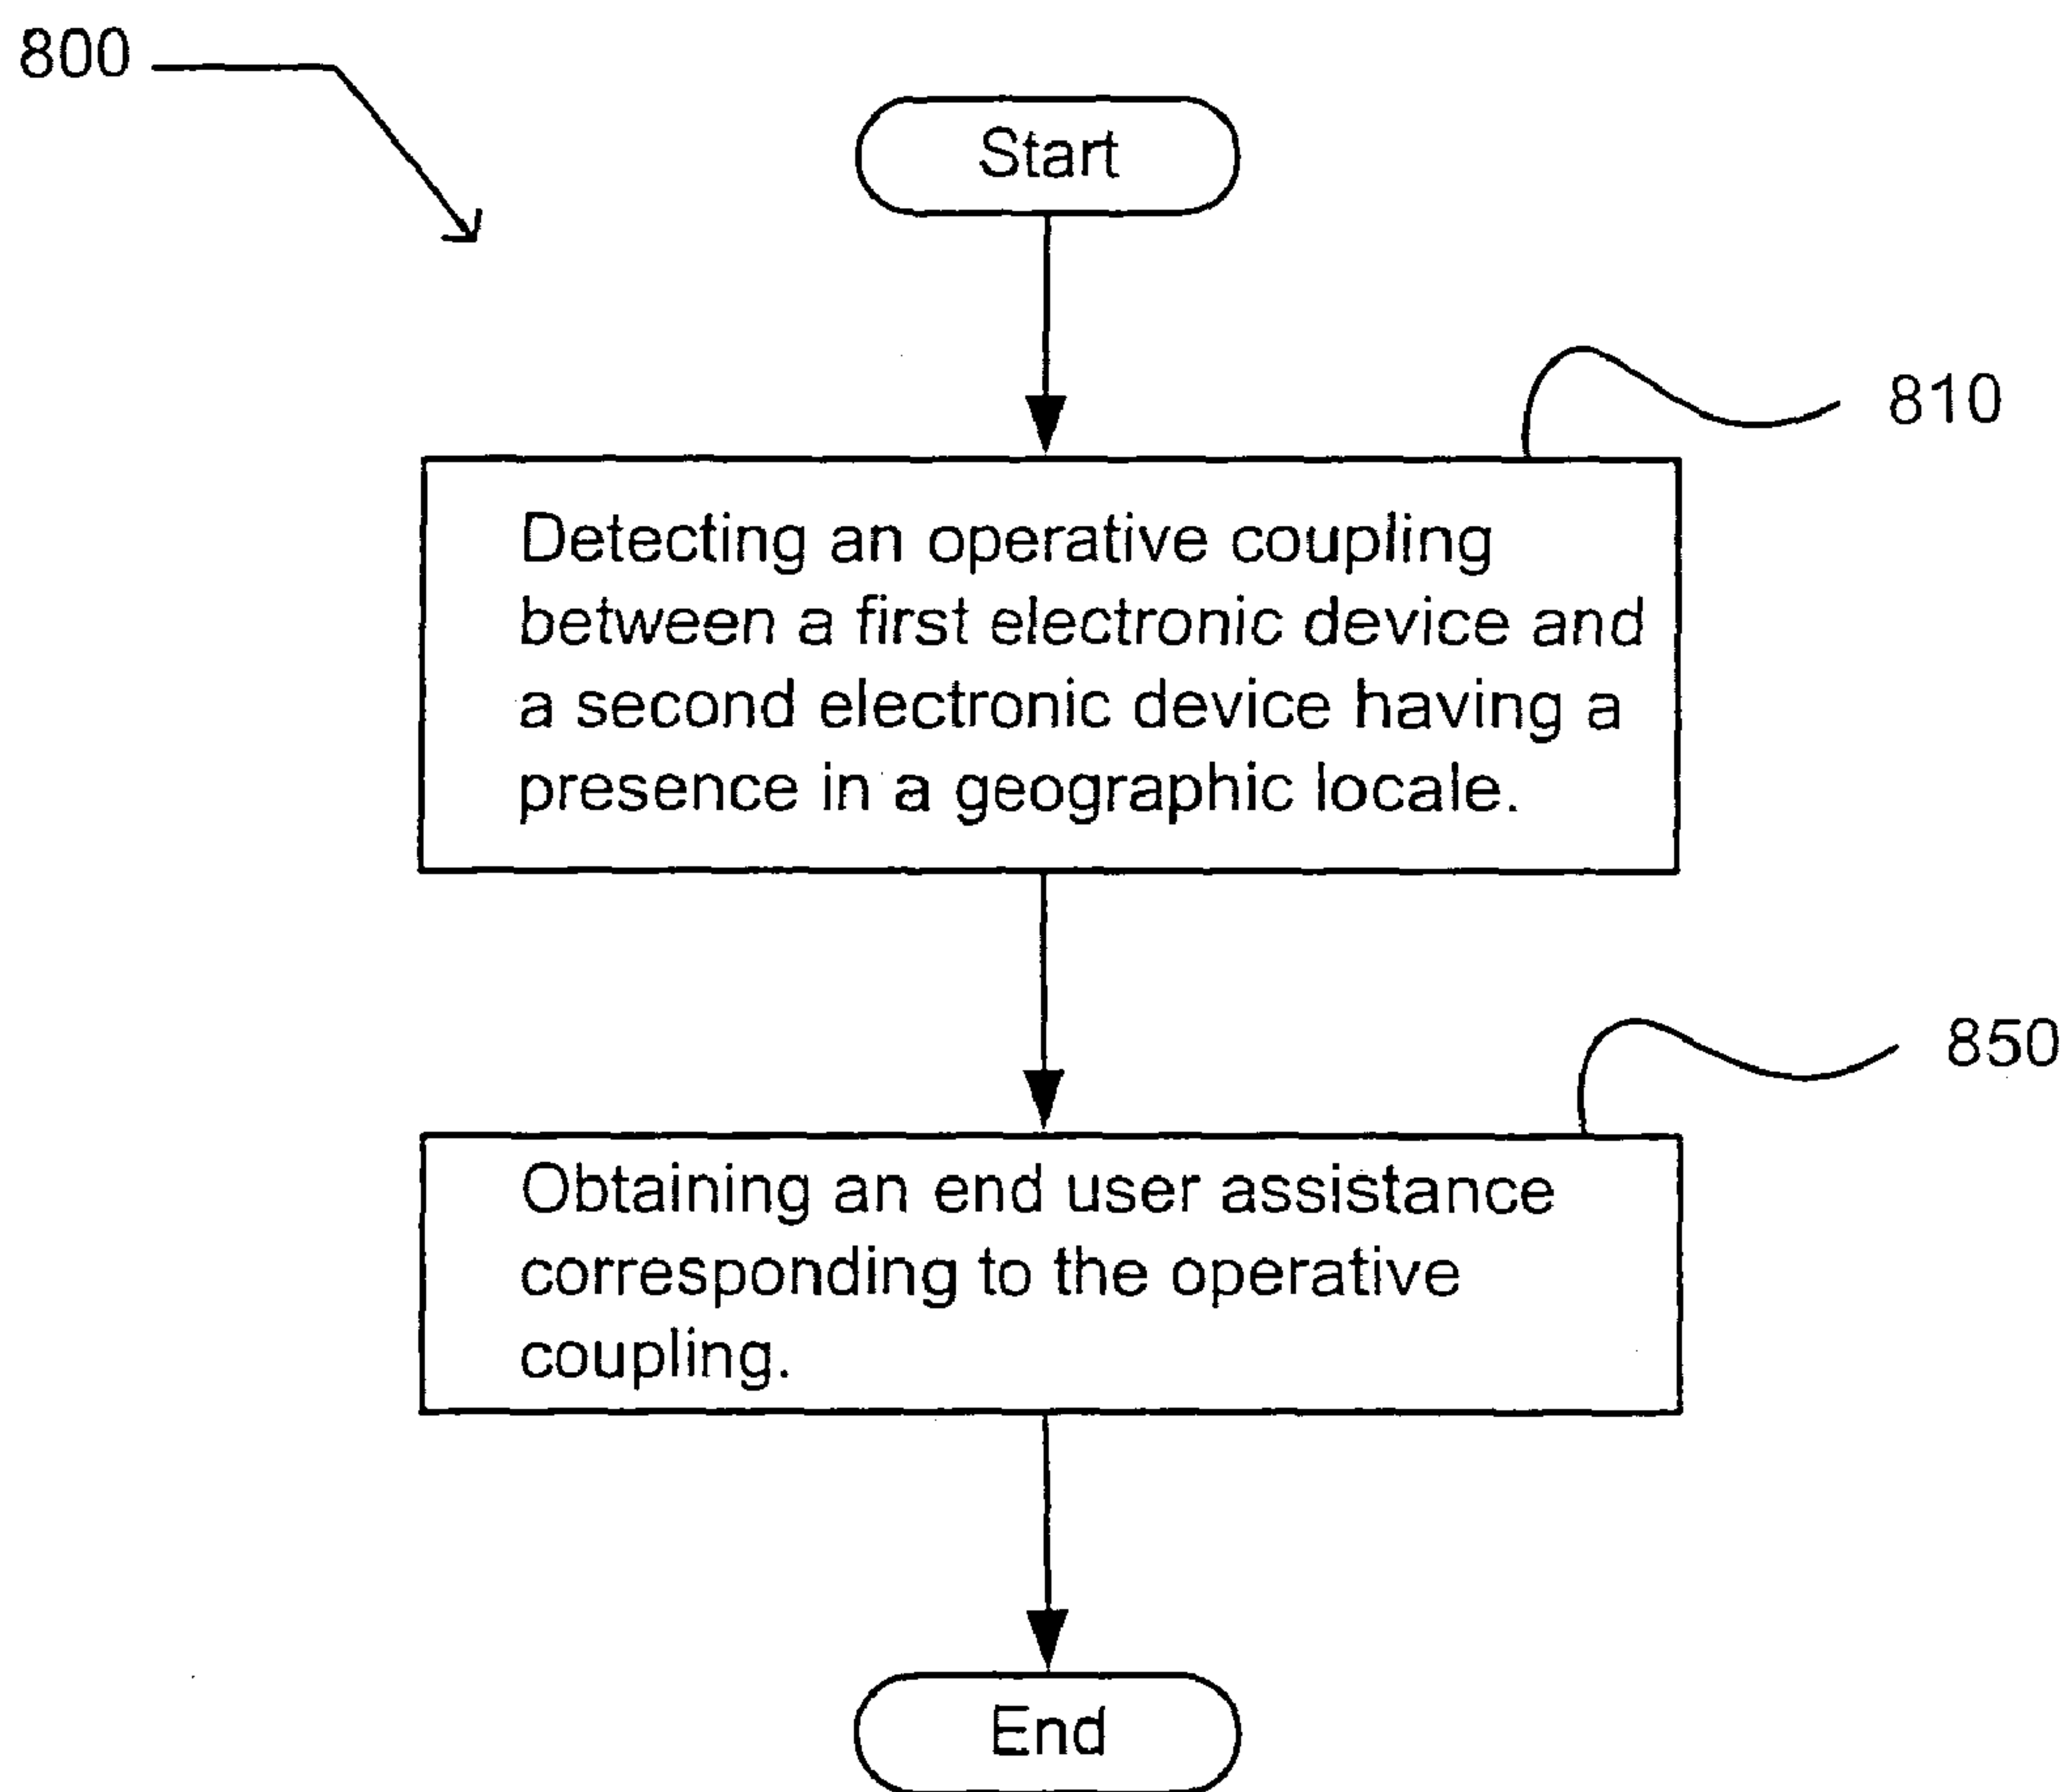 800
Start
810
Detecting an operative coupling
between a first electronic device and
a second electronic device having a
presence in a geographic locale.
850
Obtaining an end user assistance
corresponding to the operative
coupling.
End